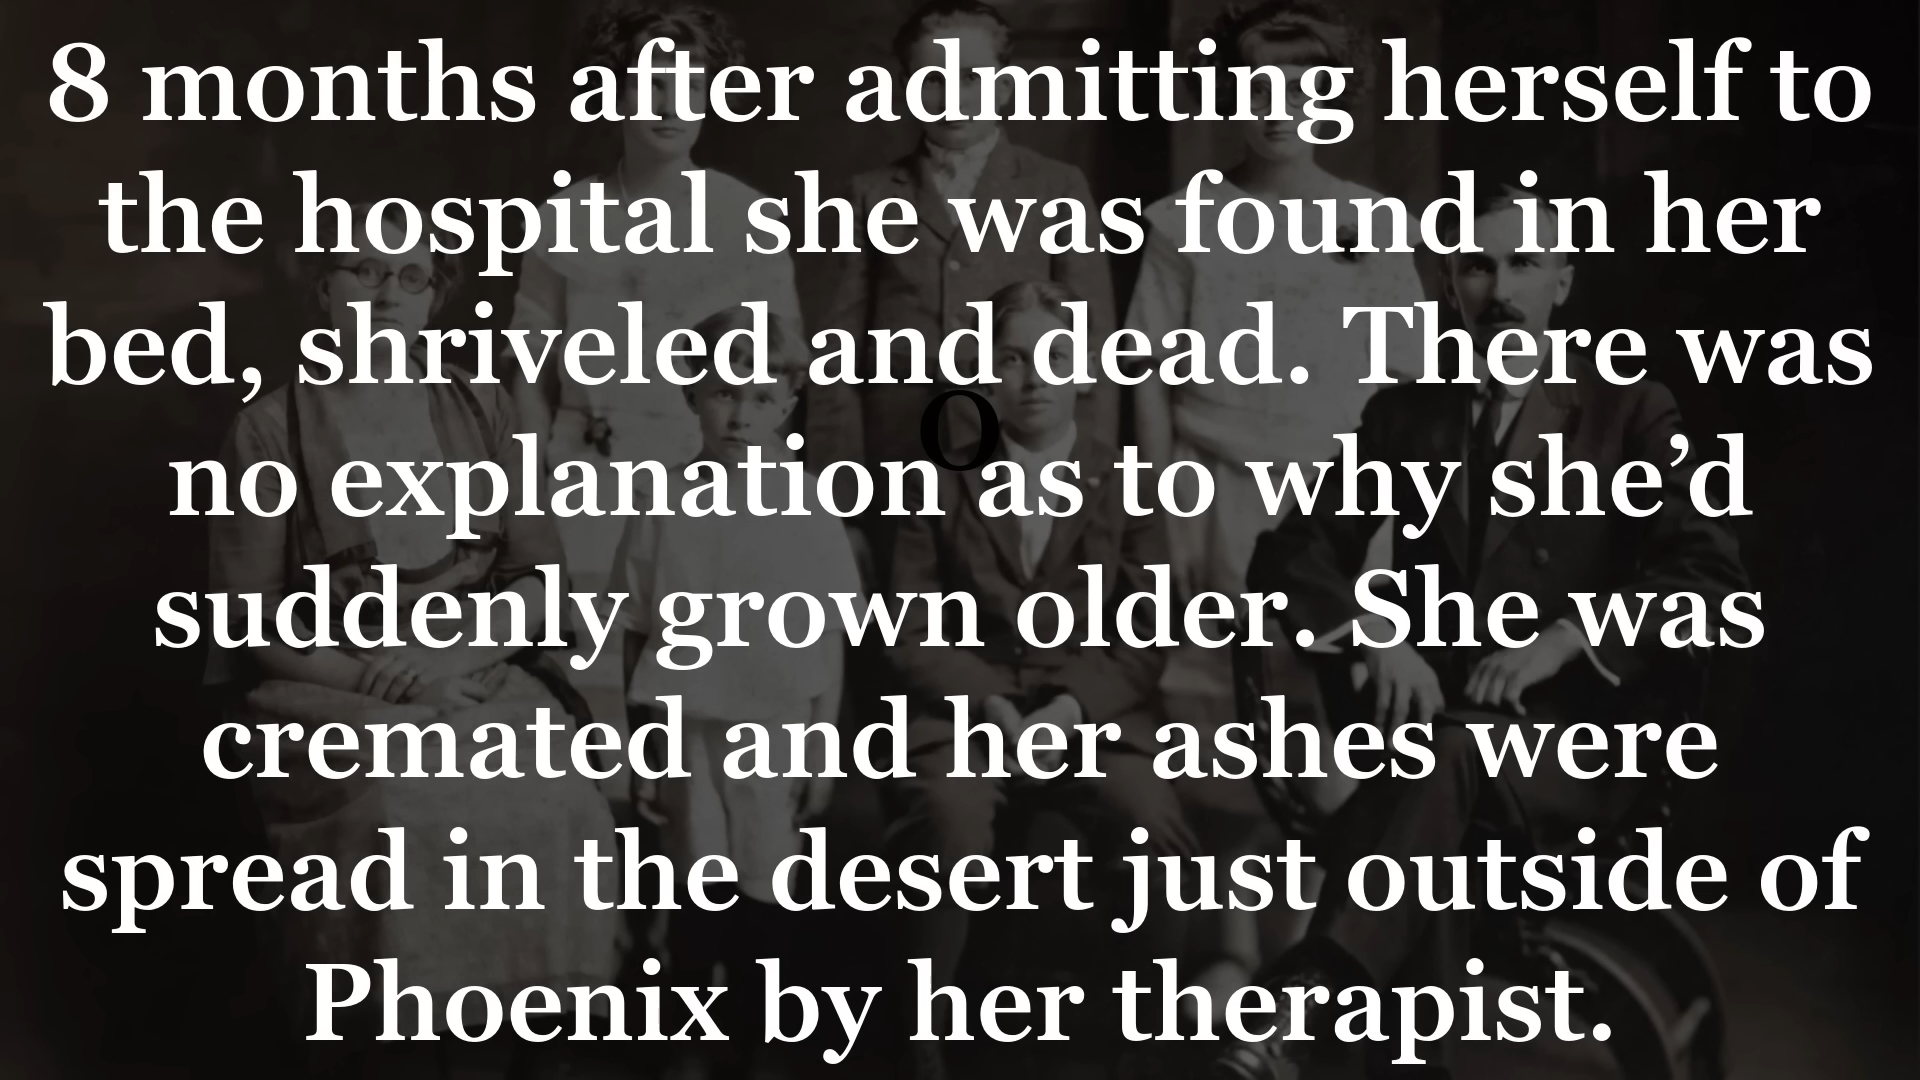 8 months after admitting herself to
the hospital she was found in her
bed, shriveled and dead. There was
O
no explanation as to why she’d
suddenly grown older. She was
cremated and her ashes were
spread in the desert just outside of
Phoenix by her therapist.